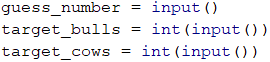 guess_number = input()
target_bulls = int(input())
target_cows = int(input())